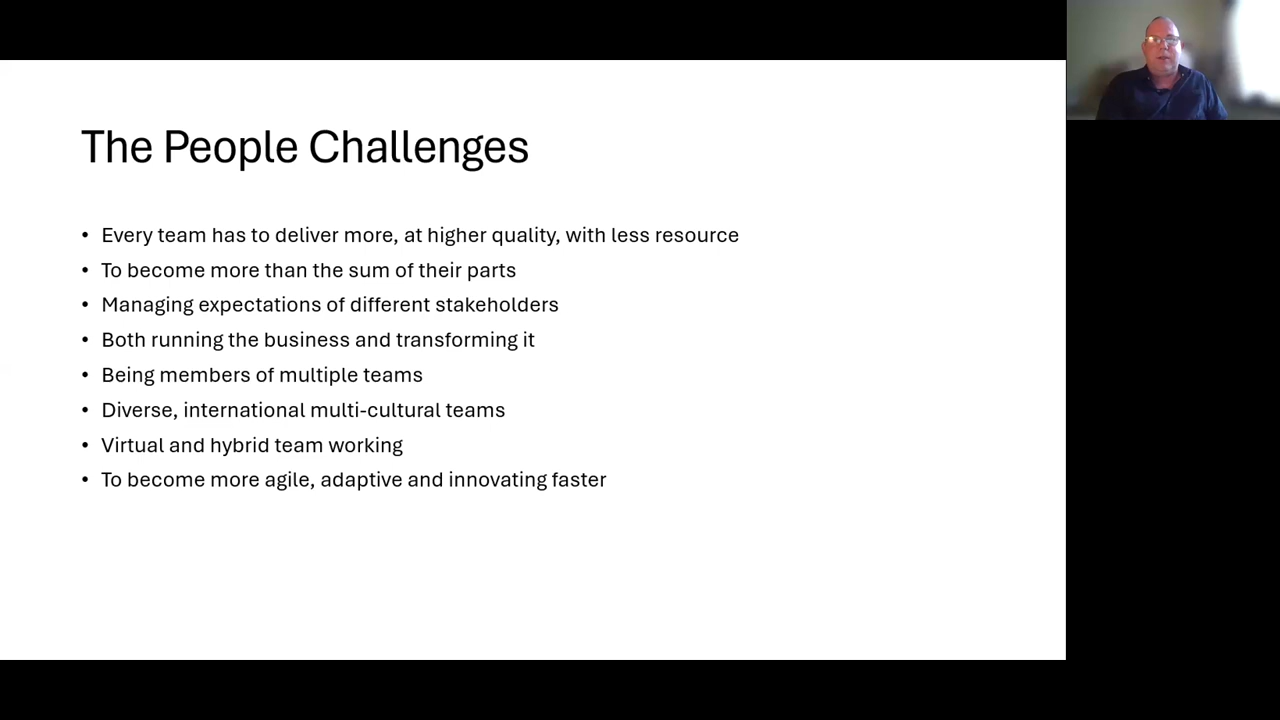 The People Challenges
• Every team has to deliver more, at higher quality, with less resource
• To become more than the sum of their parts
• Managing expectations of different stakeholders
• Both running the business and transforming it
• Being members of multiple teams
• Diverse, international multi-cultural teams
• Virtual and hybrid team working
• To become more agile, adaptive and innovating faster